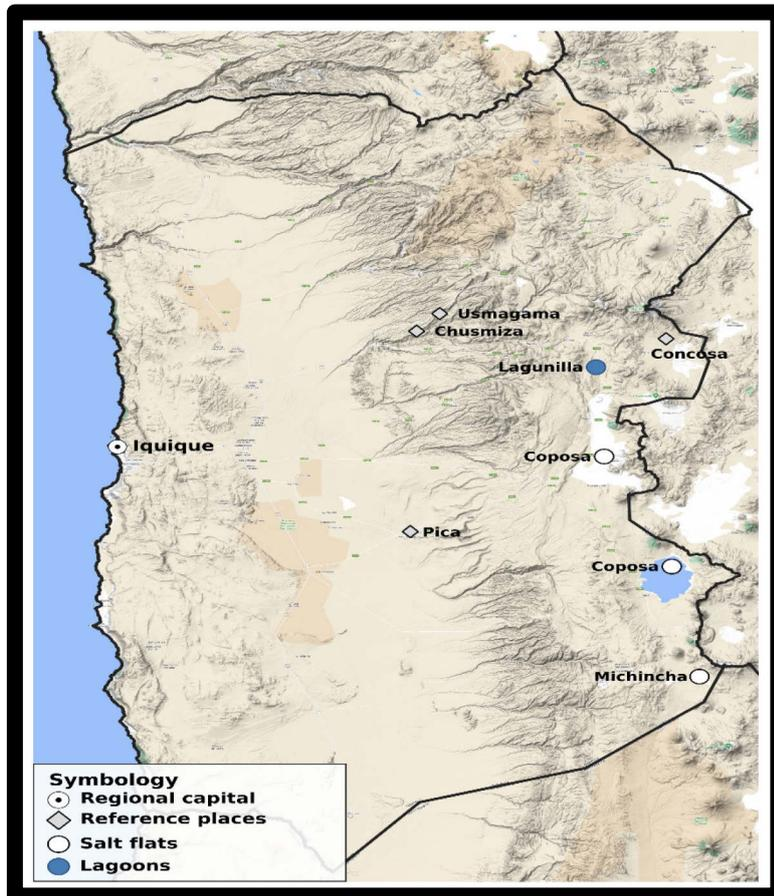 Usmagama
Chusmiza
Concosa
Lagunilla
Iquique
Coposa
Pica
Coposa
Michincha
Symbology
Regional capital
Reference places
Salt flats
Lagoons